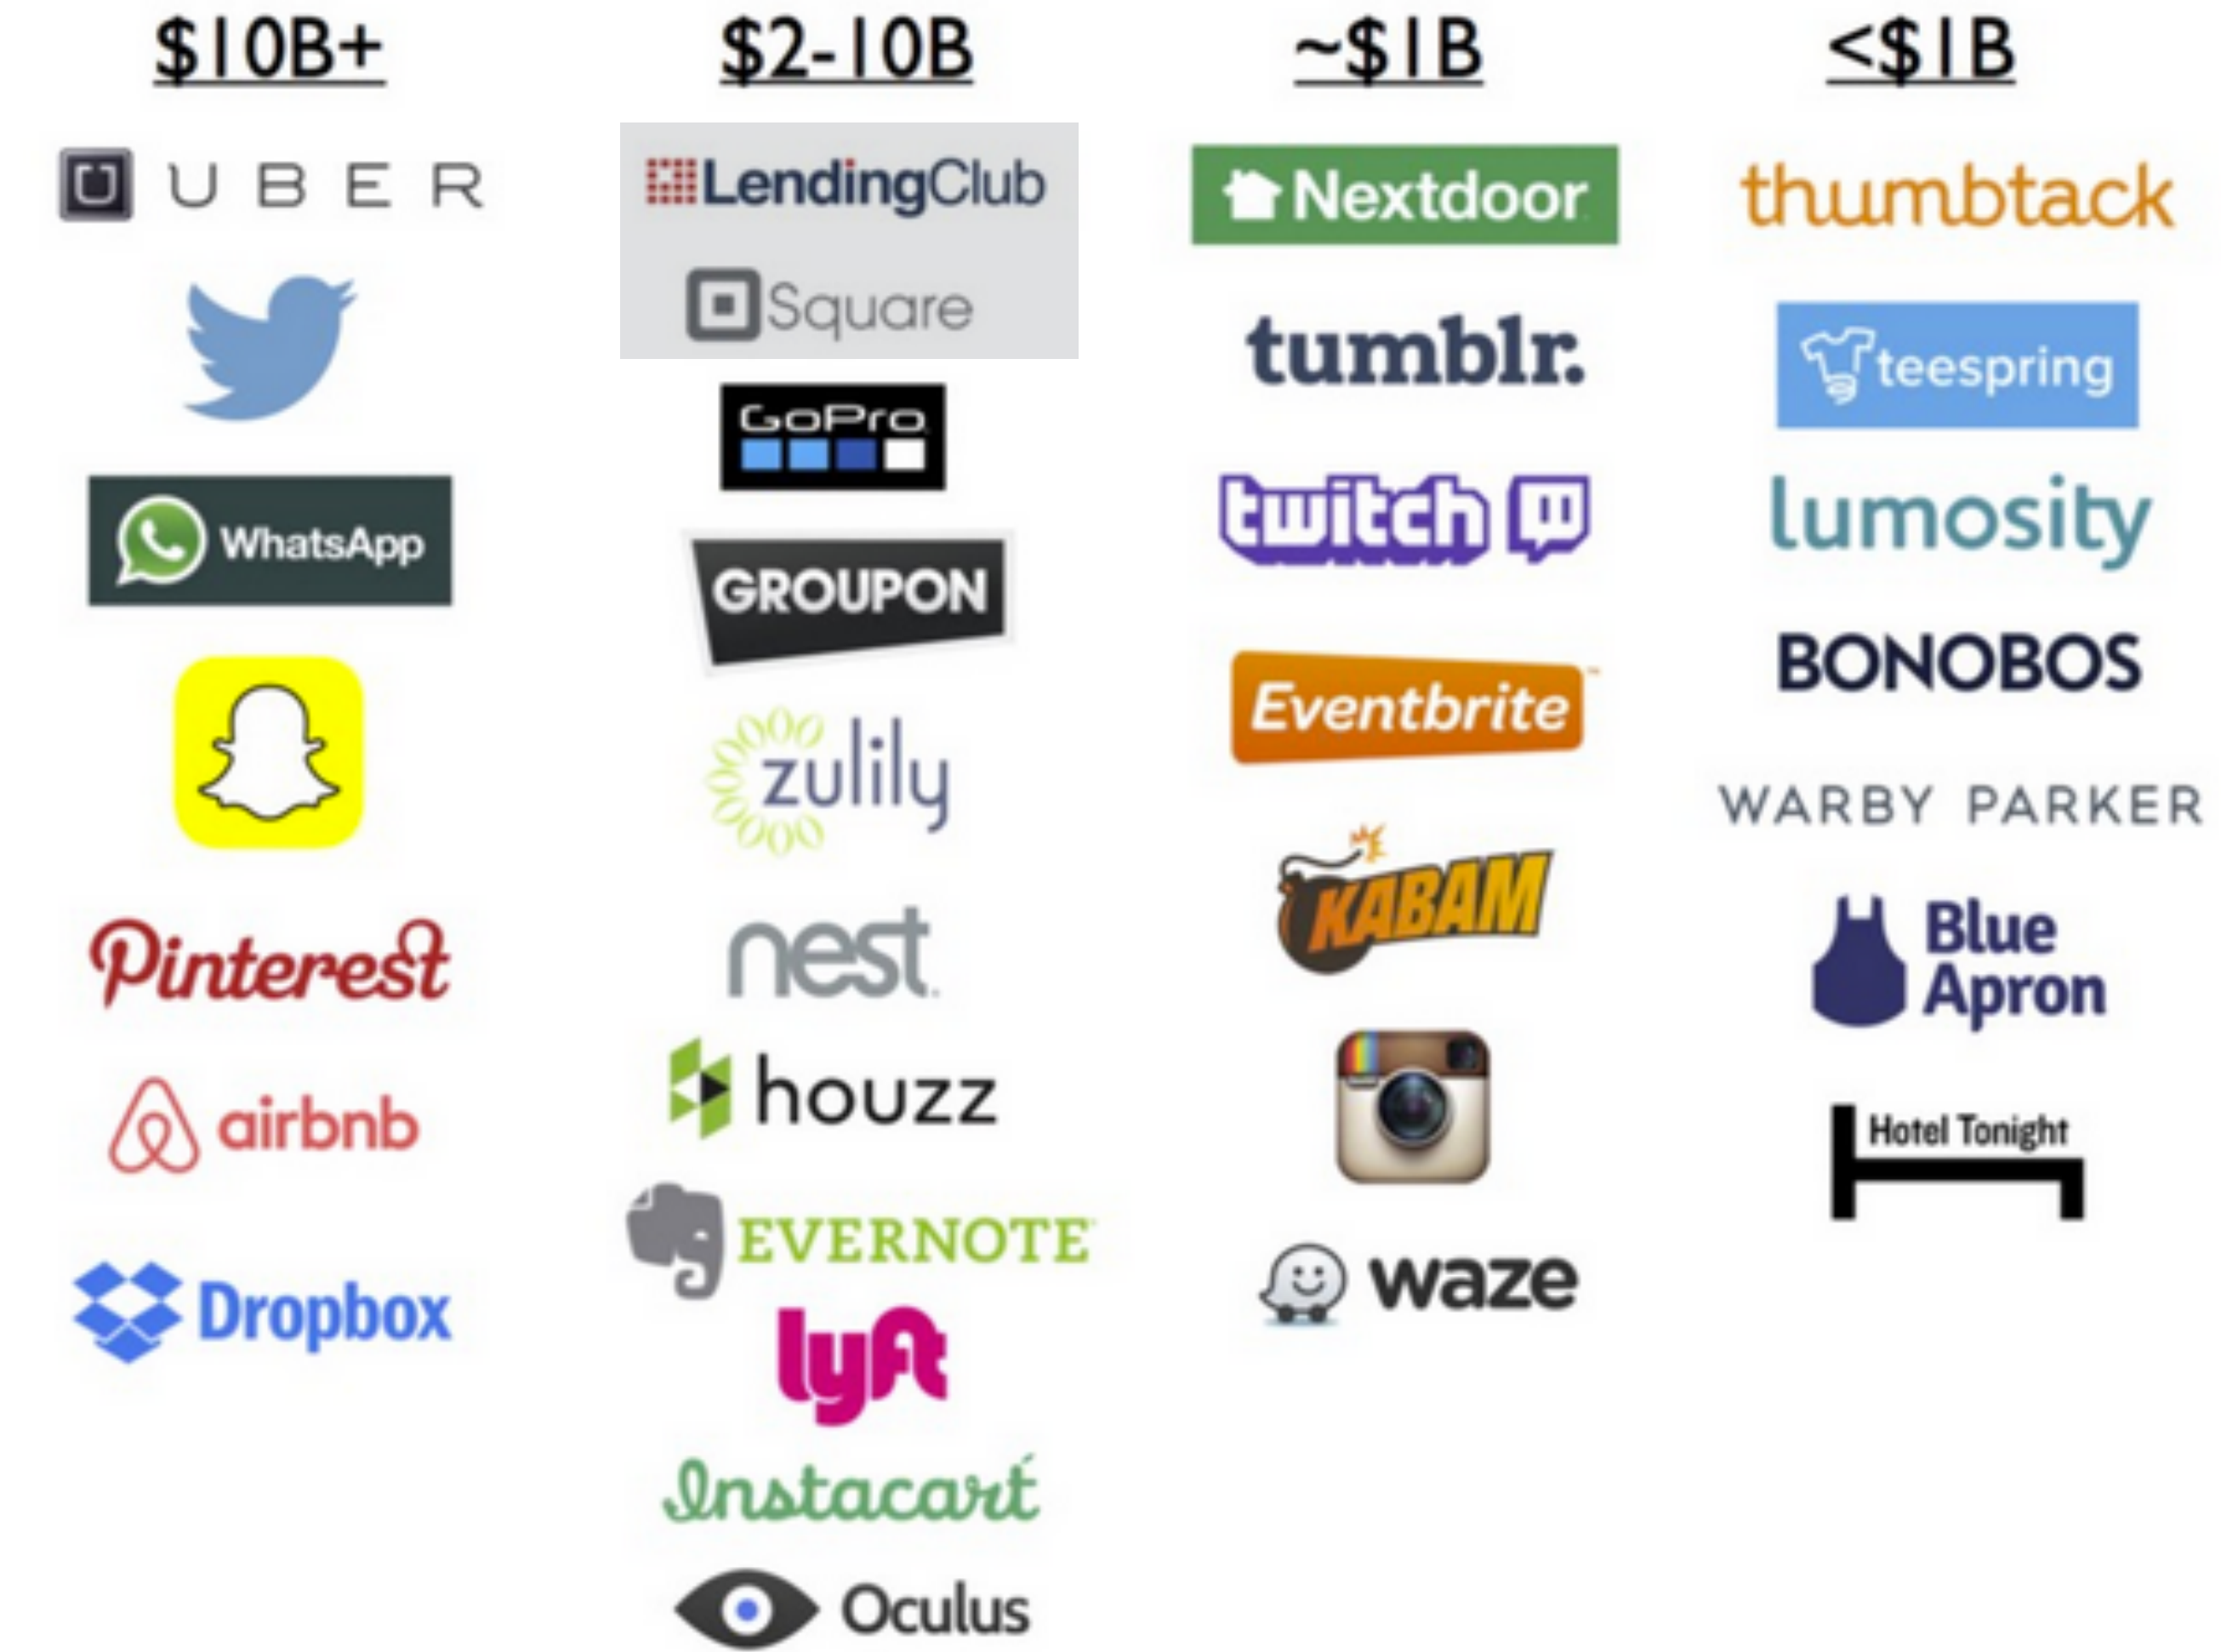 $10B+
UBER
WhatsApp
Pinterest
airbnb
Dropbox
$2-10B
LendingClub
Square
GoPro
GROUPON
zulily
nest.
houzz
EVERNOTE
lyft
Instacart
Oculus
~$1B
Nextdoor
tumblr.
twitch
Eventbrite
KABAM
waze
<$1B
thumbtack
teespring
lumosity
BONOBOS
WARBY PARKER
Blue
Apron
Hotel Tonight